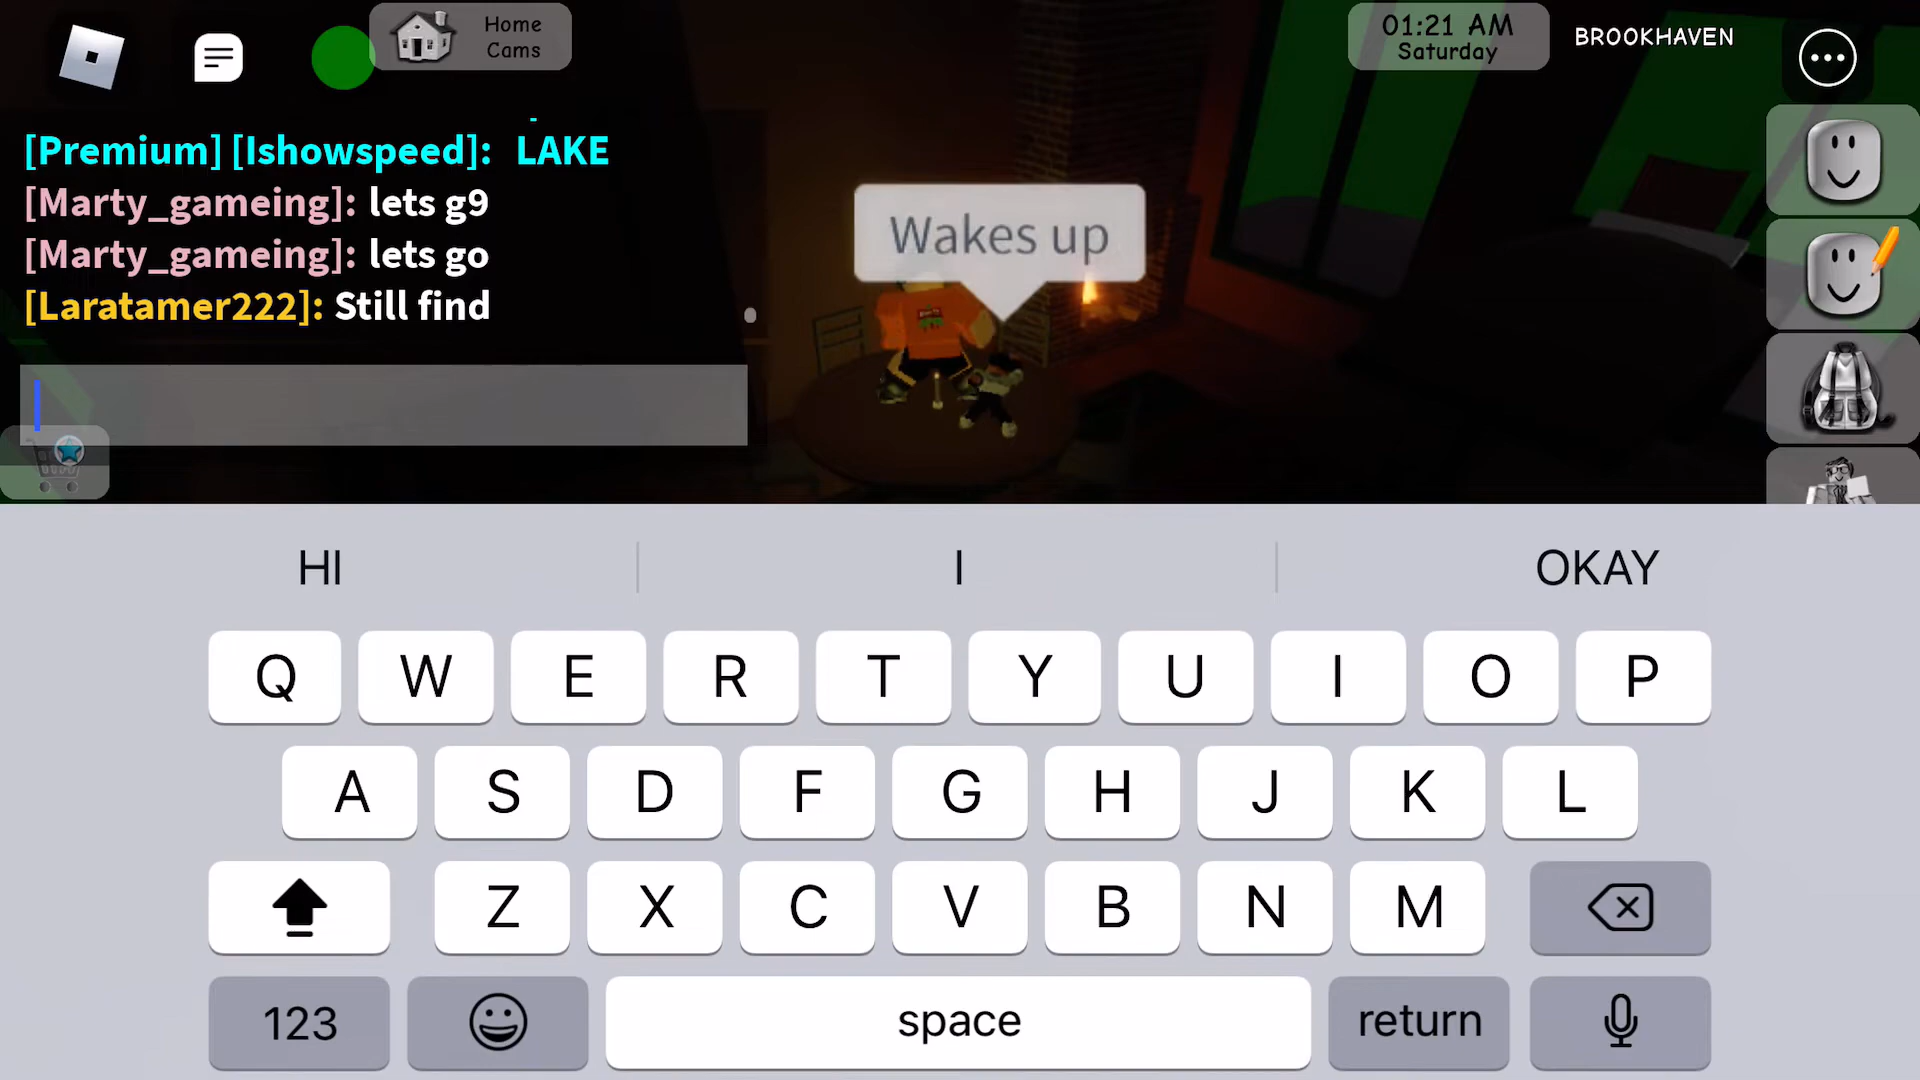 Home
Cams
01:21 AM
Saturday
BROOKHAVEN
[Premium] [Ishowspeed]: LAKE
[Marty_gameing]: lets g9
[Marty_gameing]: lets go
[Laratamer222]: Still find
Wakes up
HI
I
OKAY
Q W E R T Y U I O P
A S D F G H J K L
Z X C V B N M
123
space
return